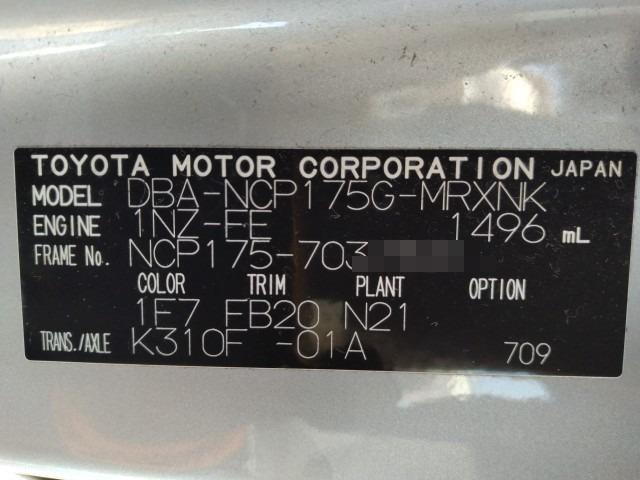 TOYOTA MOTOR CORPORATION JAPAN
MODEL DBA-NCP175G-MRXNK
ENGINE 1NZ-FE 1496 mL
FRAME No. NCP175-703
COLOR TRIM PLANT OPTION
1F7 FB20 N21
TRANS./AXLE K310F -01A 709